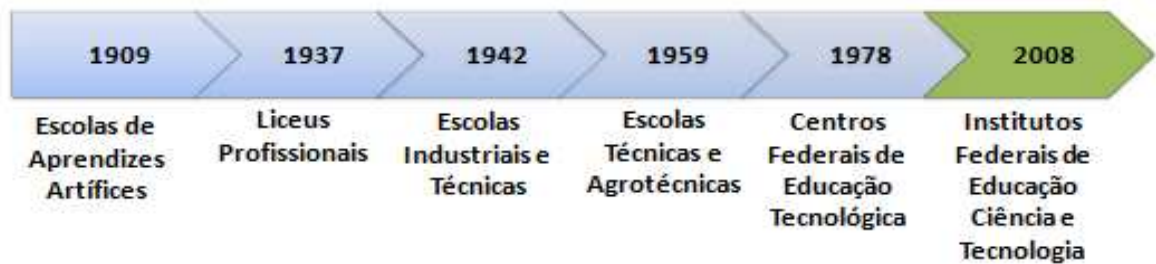 1909
1937
1942
1959
1978
2008
Escolas de
Aprendizes
Artífices
Liceus
Profissionais
Escolas
Industriais e
Técnicas
Escolas
Técnicas e
Agrotécnicas
Centros
Federais de
Educação
Tecnológica
Institutos
Federais de
Educação
Ciência e
Tecnologia